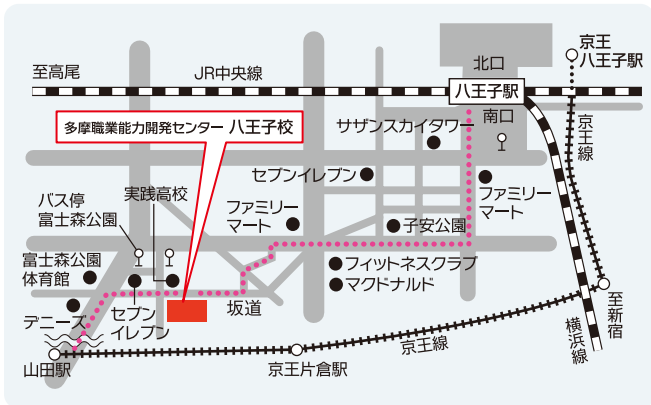 京王
八王子駅
北口
至高尾
JR中央線
八王子駅
南口
京王線
多摩職業能力開発センター 八王子校
サザンスカイタワー
セブンイレブン
ファミリー
マート
バス停
富士森公園
実践高校
ファミリー
マート
子安公園
富士森公園
体育館
フィットネスクラブ
マクドナルド
デニーズ
セブン
イレブン
坂道
至新宿
横浜線
京王線
山田駅
京王片倉駅